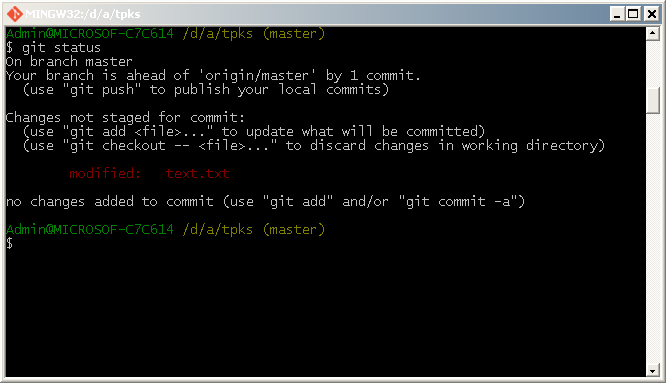 MINGW32:/d/a/tpks
Admin@MICROSOF-C7C614 /d/a/tpks (master)
$ git status
On branch master
Your branch is ahead of 'origin/master' by 1 commit.
  (use "git push" to publish your local commits)
Changes not staged for commit:
  (use "git add <file>..." to update what will be committed)
  (use "git checkout -- <file>..." to discard changes in working directory)
        modified:   text.txt
no changes added to commit (use "git add" and/or "git commit -a")
Admin@MICROSOF-C7C614 /d/a/tpks (master)
$